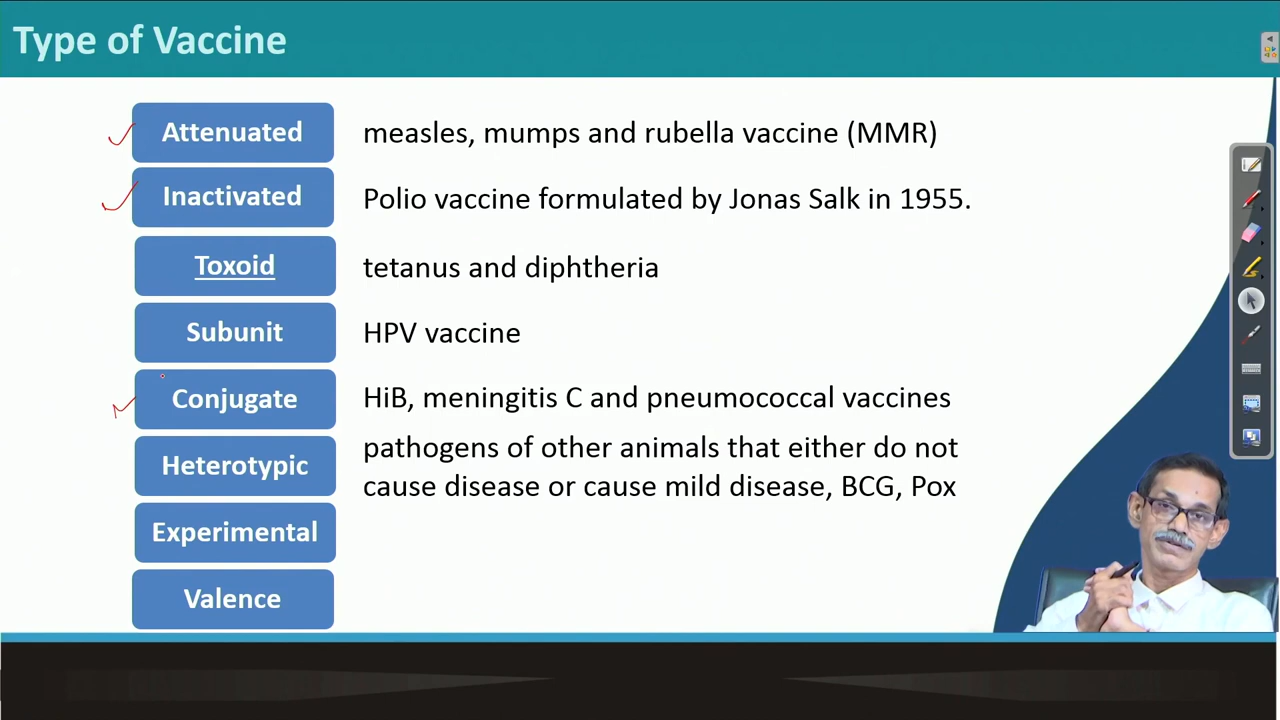 Type of Vaccine
Attenuated measles, mumps and rubella vaccine (MMR)
Inactivated Polio vaccine formulated by Jonas Salk in 1955.
Toxoid tetanus and diphtheria
Subunit HPV vaccine
Conjugate HiB, meningitis C and pneumococcal vaccines
Heterotypic pathogens of other animals that either do not
cause disease or cause mild disease, BCG, Pox
Experimental
Valence